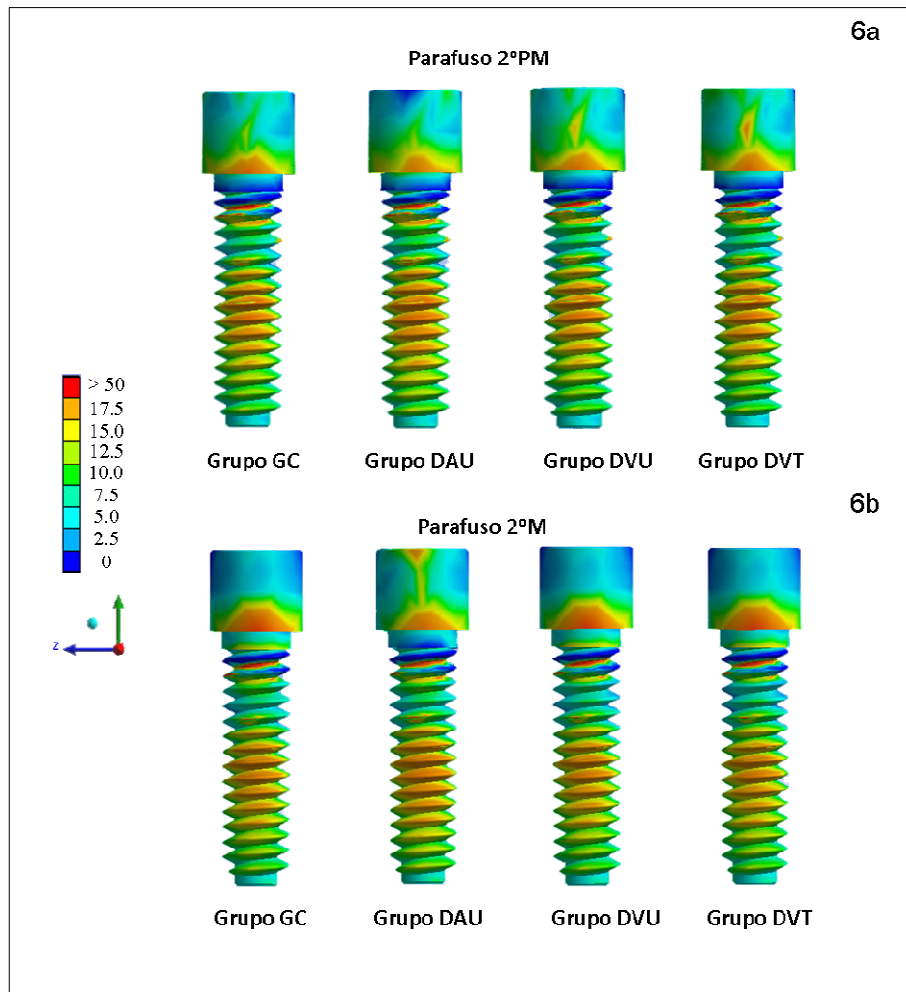 6a
Parafuso 2ºPM
> 50
17.5
15.0
12.5
10.0
7.5
5.0
2.5
0
Grupo GC Grupo DAU Grupo DVU Grupo DVT
6b
Parafuso 2ºM
z
Grupo GC Grupo DAU Grupo DVU Grupo DVT